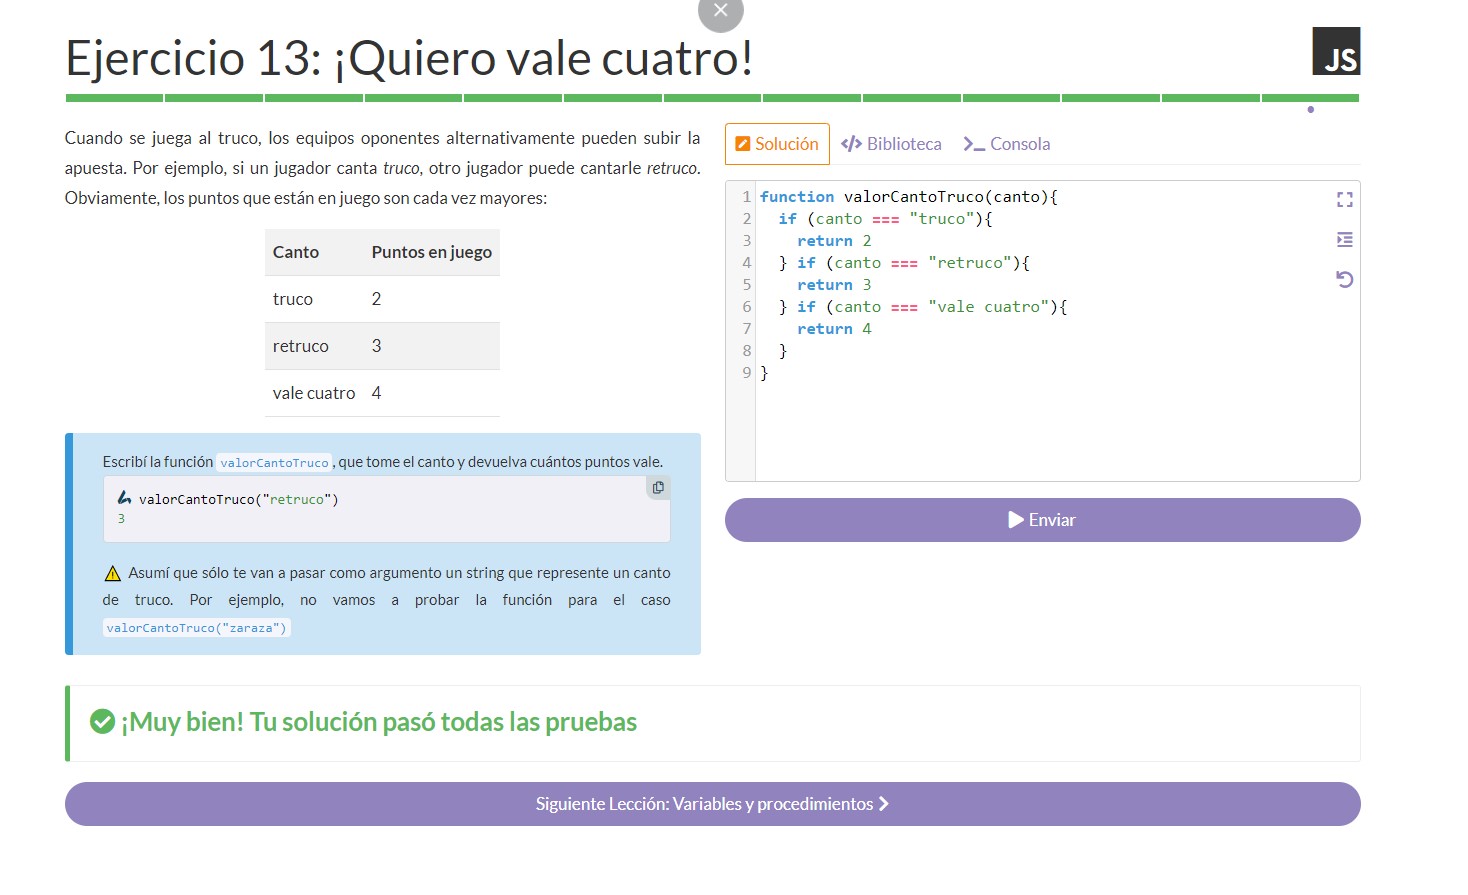 Ejercicio 13: ¡Quiero vale cuatro!
JS
Cuando se juega al truco, los equipos oponentes alternativamente pueden subir la
apuesta. Por ejemplo, si un jugador canta truco, otro jugador puede cantarle retruco.
Obviamente, los puntos que están en juego son cada vez mayores:
Canto Puntos en juego
truco 2
retruco 3
vale cuatro 4
Escribí la función valorCantoTruco, que tome el canto y devuelva cuántos puntos vale.
valorCantoTruco("retruco")
3
Asumí que sólo te van a pasar como argumento un string que represente un canto
de truco. Por ejemplo, no vamos a probar la función para el caso
valorCantoTruco("zaraza")
Solución Biblioteca Consola
1 function valorCantoTruco(canto){
2   if (canto === "truco"){
3     return 2
4   } if (canto === "retruco"){
5     return 3
6   } if (canto === "vale cuatro"){
7     return 4
8   }
9 }
Enviar
¡Muy bien! Tu solución pasó todas las pruebas
Siguiente Lección: Variables y procedimientos